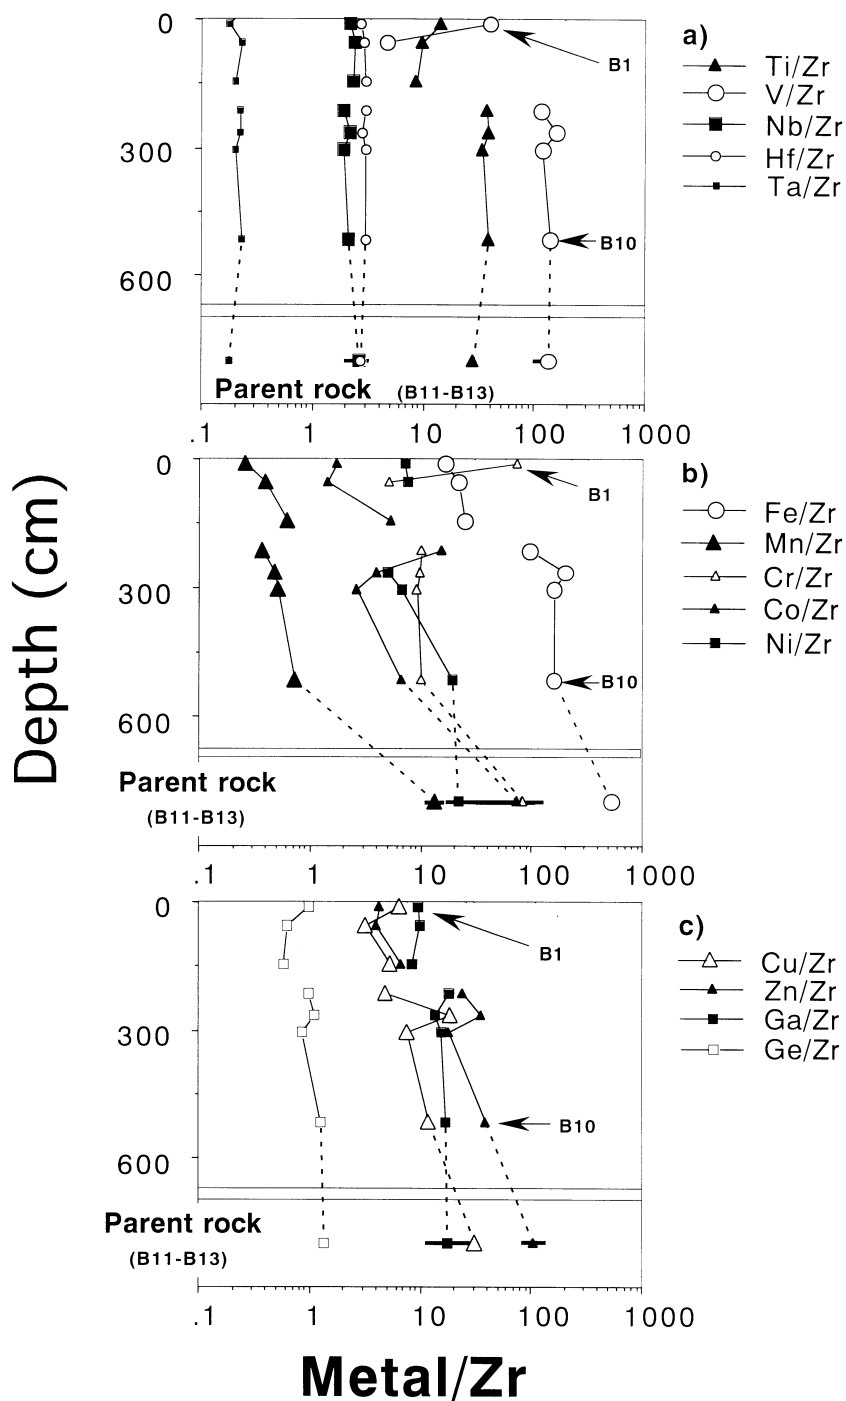 0
300
600
a)
Ti/Zr
V/Zr
Nb/Zr
Hf/Zr
Ta/Zr
B1
B10
Parent rock (B11-B13)
.1 1 10 100 1000
Depth (cm)
0
300
600
b)
Fe/Zr
Mn/Zr
Cr/Zr
Co/Zr
Ni/Zr
B1
B10
Parent rock
(B11-B13)
.1 1 10 100 1000
0
300
600
c)
Cu/Zr
Zn/Zr
Ga/Zr
Ge/Zr
B1
B10
Parent rock
(B11-B13)
.1 1 10 100 1000
Metal/Zr